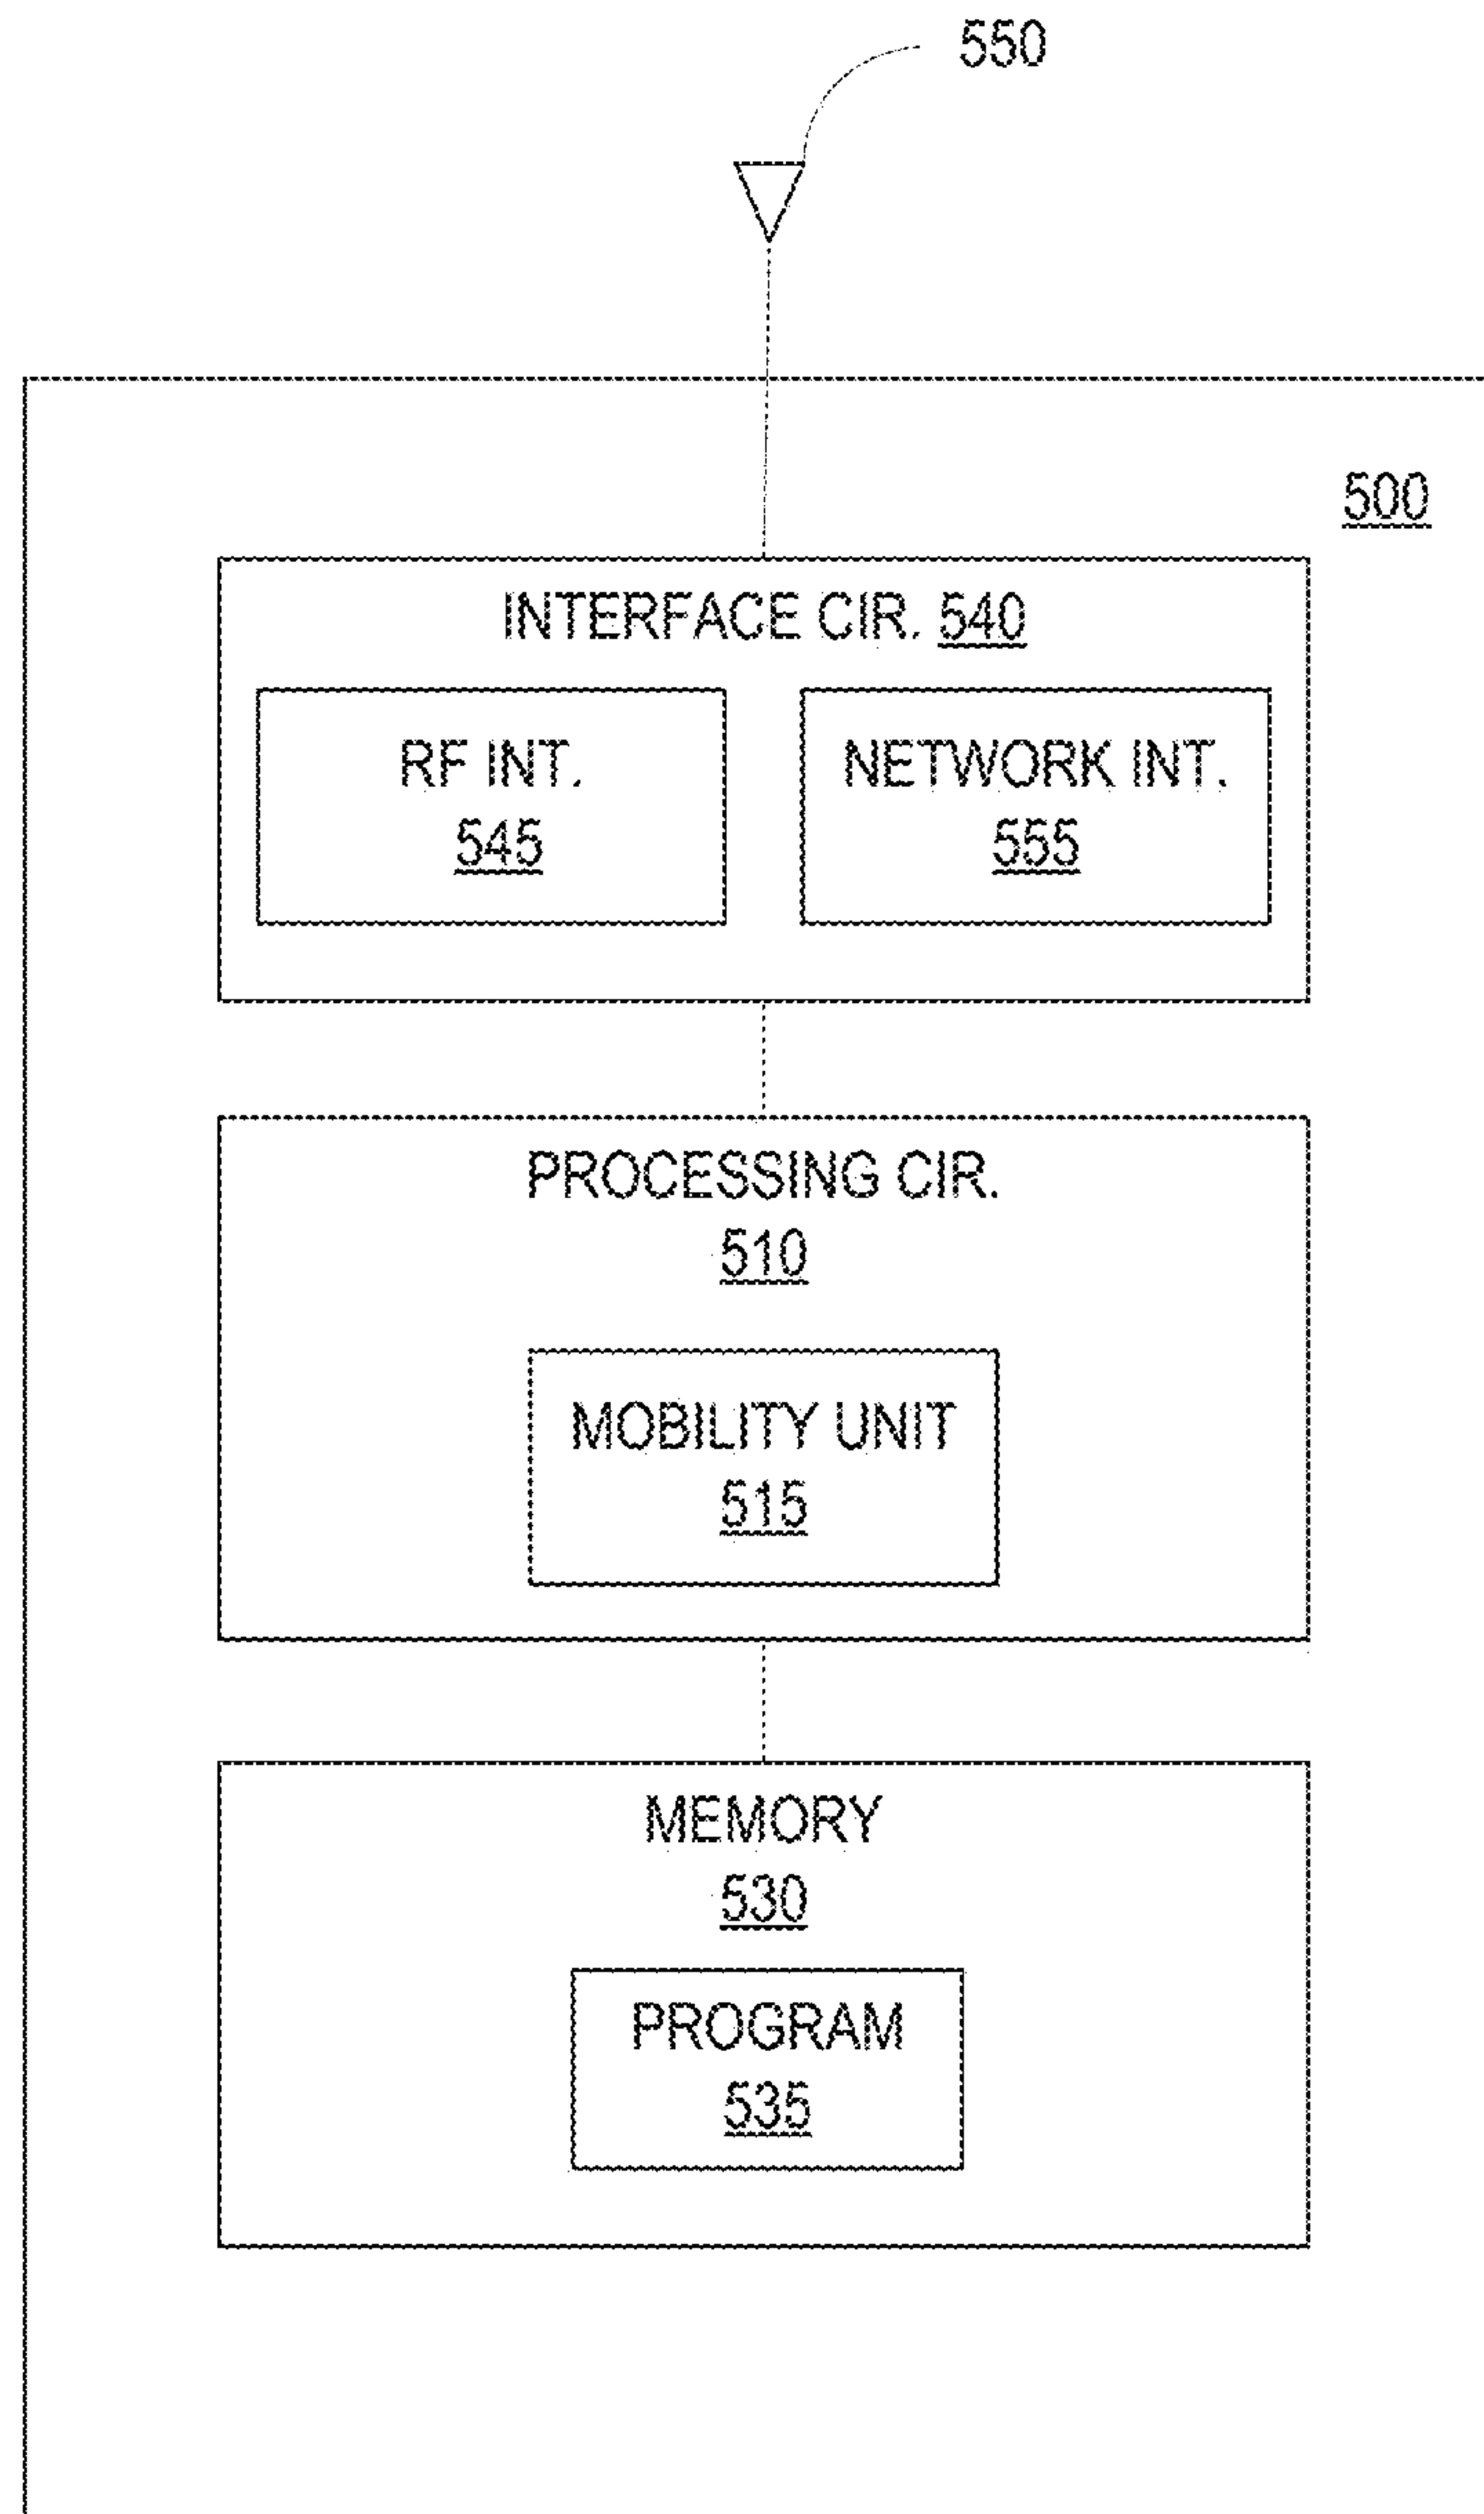 550
500
INTERFACE CIR. 540
RF INT.
545
NETWORK INT.
555
PROCESSING CIR.
510
MOBILITY UNIT
515
MEMORY
530
PROGRAM
535